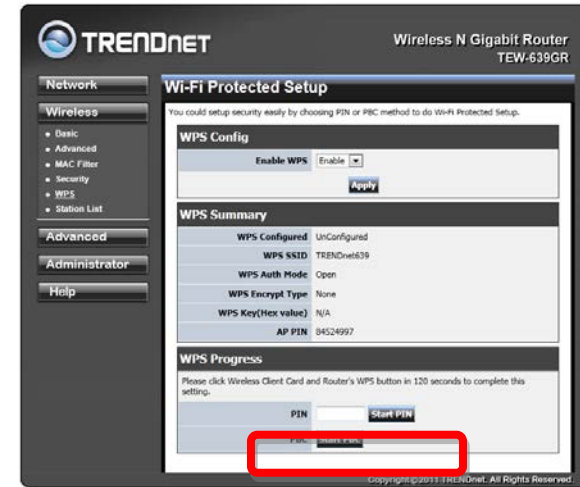 TRENDNET
Wireless N Gigabit Router
TEW-639GR
Network
Wireless
Basic
Advanced
MAC Filter
Security
WPS
Station List
Advanced
Administrator
Help
Wi-Fi Protected Setup
You could setup security easily by choosing PIN or PBC method to do Wi-Fi Protected Setup.
WPS Config
Enable WPS Enable
Apply
WPS Summary
WPS Configured UnConfigured
WPS SSID TRENDnet639
WPS Auth Mode Open
WPS Encrypt Type None
WPS Key(Hex value) N/A
AP PIN 84524997
WPS Progress
Please click Wireless Client Card and Router's WPS button in 120 seconds to complete this
setting.
PIN Start PIN
PBC Start PBC
Copyright©2011 TRENDnet. All Rights Reserved.